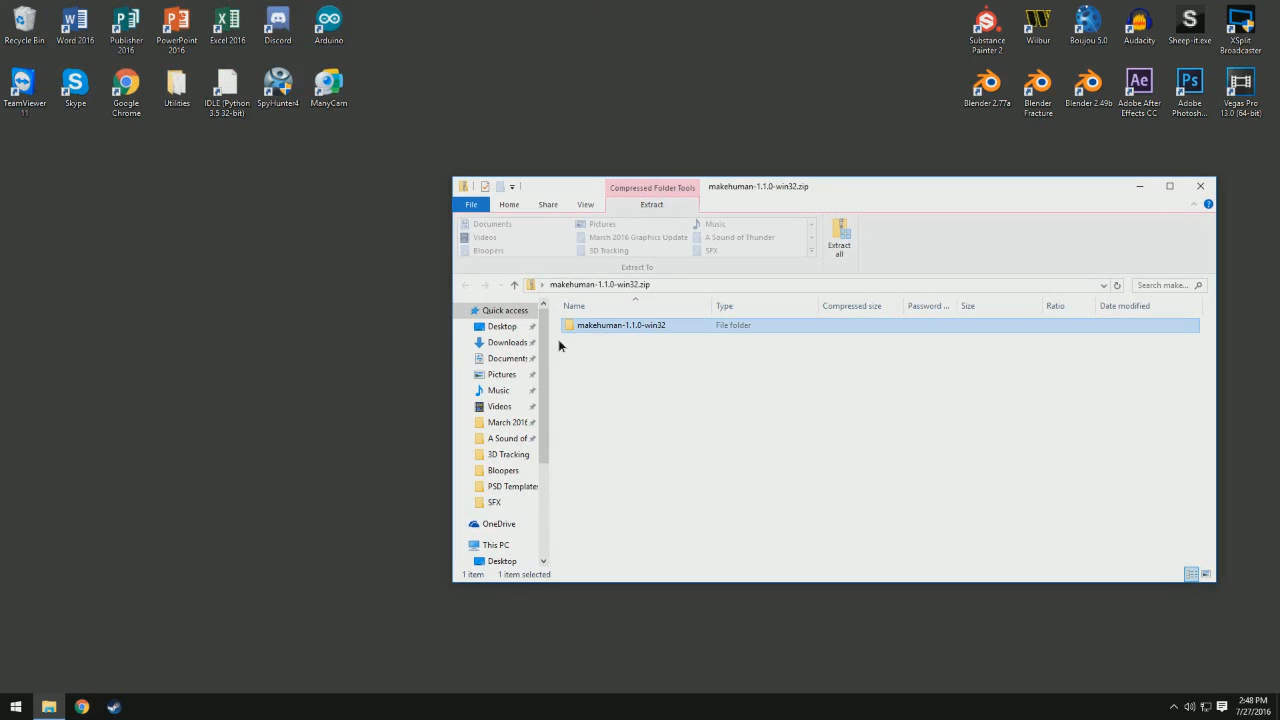 Recycle Bin
Word 2016
Publisher
2016
PowerPoint
2016
Excel 2016
Discord
Arduino
Substance
Painter 2
Wilbur
Boujou 5.0
Audacity
Sheep-it.exe
XSplit
Broadcaster
TeamViewer
11
Skype
Google
Chrome
Utilities
IDLE (Python
3.5 32-bit)
SpyHunter4
ManyCam
Blender 2.77a
Blender
Fracture
Blender 2.49b
Adobe After
Effects CC
Adobe
Photosh...
Vegas Pro
13.0 (64-bit)
Compressed Folder Tools
makehuman-1.1.0-win32.zip
File
Home
Share
View
Extract
Documents
Pictures
Music
Videos
March 2016 Graphics Update
A Sound of Thunder
Bloopers
3D Tracking
SFX
Extract
all
Extract To
makehuman-1.1.0-win32.zip
Search make...
Name
Type
Compressed size
Password ...
Size
Ratio
Date modified
makehuman-1.1.0-win32
File folder
Quick access
Desktop
Downloads
Documents
Pictures
Music
Videos
March 2016
A Sound of
3D Tracking
Bloopers
PSD Templates
SFX
OneDrive
This PC
Desktop
1 item
1 item selected
2:48 PM
7/27/2016